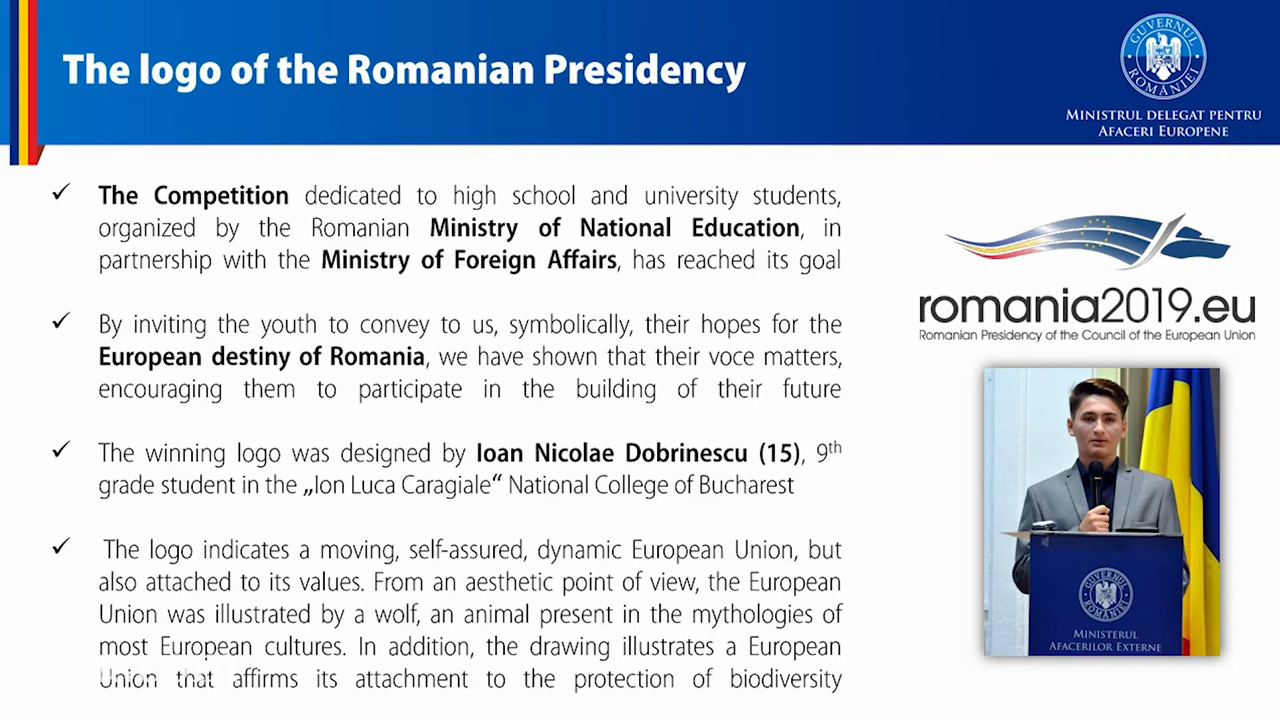 The logo of the Romanian Presidency
GUVERNUL ROMÂNIEI
MINISTRUL DELEGAT PENTRU
AFACERI EUROPENE
✓ The Competition dedicated to high school and university students,
organized by the Romanian Ministry of National Education, in
partnership with the Ministry of Foreign Affairs, has reached its goal
✓ By inviting the youth to convey to us, symbolically, their hopes for the
European destiny of Romania, we have shown that their voce matters,
encouraging them to participate in the building of their future
✓ The winning logo was designed by Ioan Nicolae Dobrinescu (15), 9th
grade student in the „Ion Luca Caragiale“ National College of Bucharest
✓ The logo indicates a moving, self-assured, dynamic European Union, but
also attached to its values. From an aesthetic point of view, the European
Union was illustrated by a wolf, an animal present in the mythologies of
most European cultures. In addition, the drawing illustrates a European
Union that affirms its attachment to the protection of biodiversity
romania2019.eu
Romanian Presidency of the Council of the European Union
GUVERNUL ROMÂNIEI
MINISTERUL
AFACERILOR EXTERNE